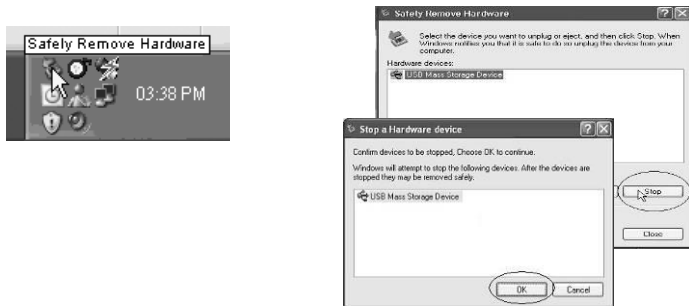 Safely Remove Hardware
03:38 PM
Safely Remove Hardware
Select the device you want to unplug or eject, and then click Stop. When
Windows notifies you that it is safe to do so unplug the device from your
computer.
Hardware devices:
USB Mass Storage Device
Stop
Close
Stop a Hardware device
Confirm devices to be stopped, Choose OK to continue.
Windows will attempt to stop the following devices. After the devices are
stopped they may be removed safely.
USB Mass Storage Device
OK
Cancel